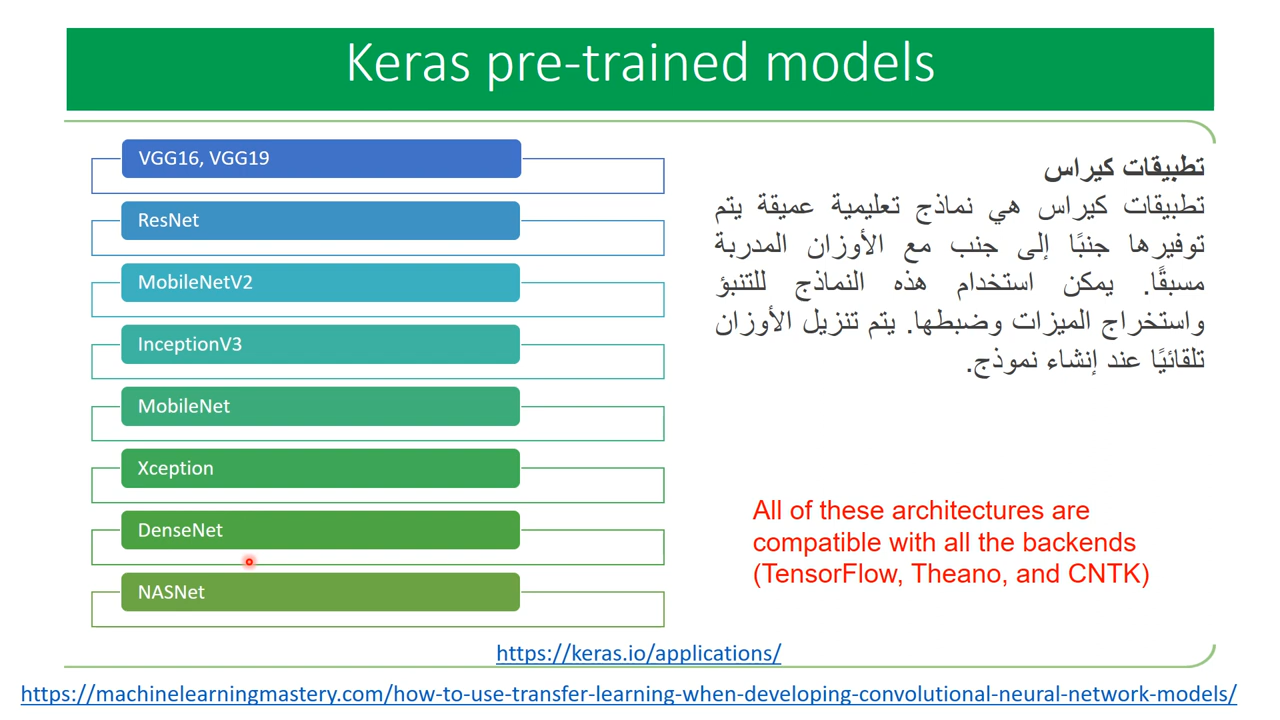 Keras pre-trained models
VGG16, VGG19
ResNet
MobileNetV2
InceptionV3
MobileNet
Xception
DenseNet
NASNet
تطبيقات كيراس
تطبيقات كيراس هي نماذج تعليمية عميقة يتم
توفيرها جنبًا إلى جنب مع الأوزان المدربة
مسبقًا. يمكن استخدام هذه النماذج للتنبؤ
واستخراج الميزات وضبطها. يتم تنزيل الأوزان
تلقائيًا عند إنشاء نموذج.
All of these architectures are
compatible with all the backends
(TensorFlow, Theano, and CNTK)
https://keras.io/applications/
https://machinelearningmastery.com/how-to-use-transfer-learning-when-developing-convolutional-neural-network-models/